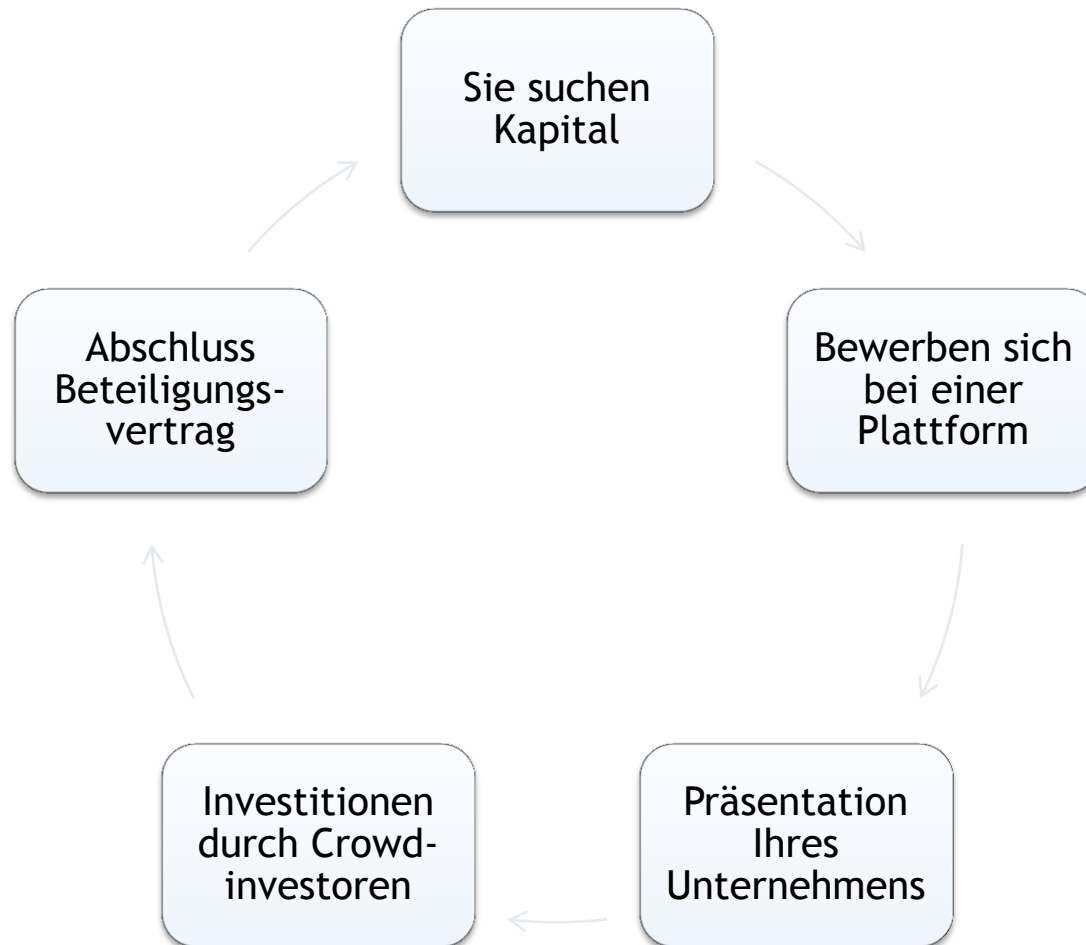 Sie suchen
Kapital
Bewerben sich
bei einer
Plattform
Präsentation
Ihres
Unternehmens
Investitionen
durch Crowd-
investoren
Abschluss
Beteiligungs-
vertrag